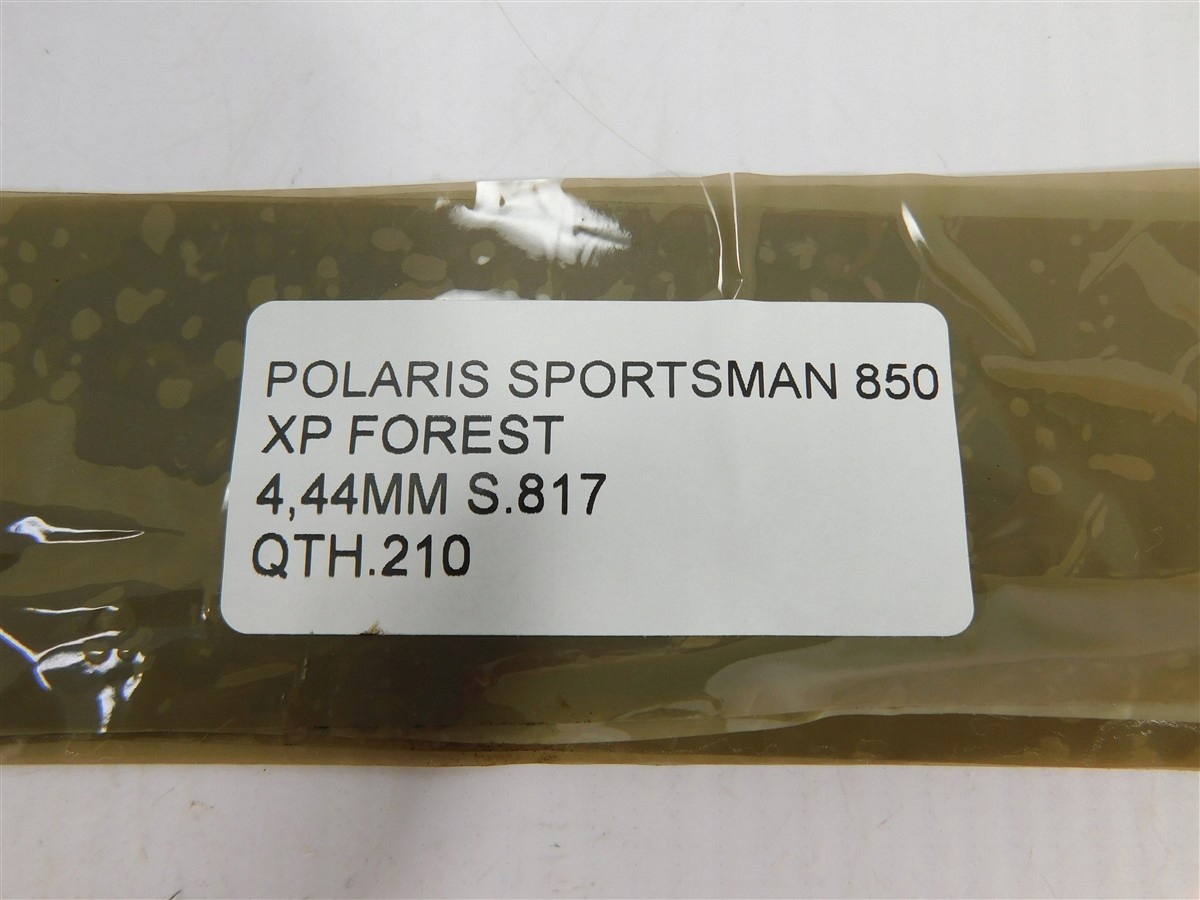 POLARIS SPORTSMAN 850
XP FOREST
4,44MM S.817
QTH.210